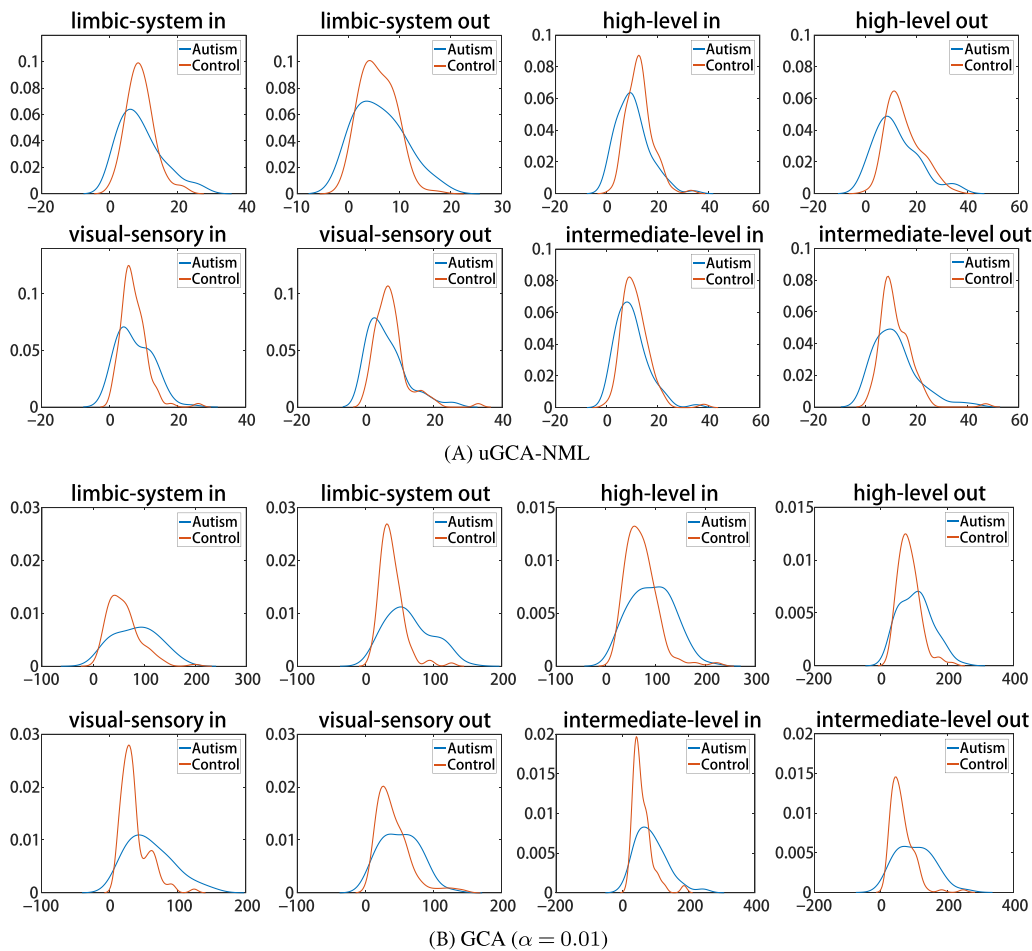 limbic-system in limbic-system out high-level in high-level out
0.12 0.12 0.1 0.1
Autism Autism Autism Autism
Control Control Control Control
0.1 0.1 0.08 0.08
0.08 0.08 0.06 0.06
0.06 0.06 0.04 0.04
0.04 0.04 0.02 0.02
0.02 0.02
0 0 0 0
−20 0 20 40 −10 0 10 20 30 −20 0 20 40 60 −20 0 20 40 60
visual-sensory in visual-sensory out intermediate-level in intermediate-level out
Autism Autism 0.1 Autism 0.1 Autism
Control Control Control Control
0.1 0.1 0.08 0.08
0.06 0.06
0.05 0.05 0.04 0.04
0.02 0.02
0 0 0 0
−20 0 20 40 −20 0 20 40 −20 0 20 40 60 −20 0 20 40 60
(A) uGCA-NML
limbic-system in limbic-system out high-level in high-level out
0.03 0.03 0.015 0.015
Autism Autism Autism Autism
Control Control Control Control
0.02 0.02 0.01 0.01
0.01 0.01 0.005 0.005
0 0 0 0
−100 0 100 200 300 −100 0 100 200 −100 0 100 200 300 −200 0 200 400
visual-sensory in visual-sensory out intermediate-level in intermediate-level out
0.03 0.03 0.02 0.02
Autism Autism Autism Autism
Control Control Control Control
0.02 0.02 0.015 0.015
0.01 0.01
0.01 0.01 0.005 0.005
0 0 0 0
−100 0 100 200 −100 0 100 200 −200 0 200 400 −200 0 200 400
(B) GCA (α = 0.01)